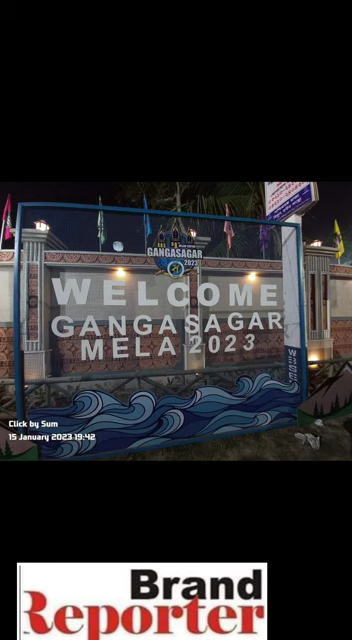 GANGASAGAR
2023
WELCOME
GANGASAGAR
MELA 2023
Click by Sum
15 January 2023 19:42
Brand
Reporter